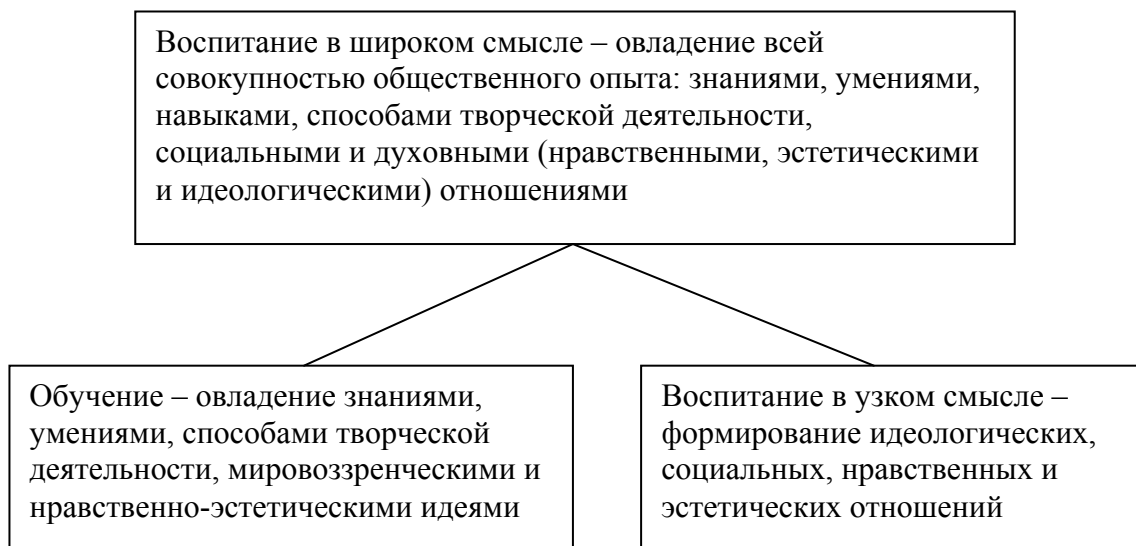 Воспитание в широком смысле – овладение всей
совокупностью общественного опыта: знаниями, умениями,
навыками, способами творческой деятельности,
социальными и духовными (нравственными, эстетическими
и идеологическими) отношениями
Обучение – овладение знаниями,
умениями, способами творческой
деятельности, мировоззренческими и
нравственно-эстетическими идеями
Воспитание в узком смысле –
формирование идеологических,
социальных, нравственных и
эстетических отношений